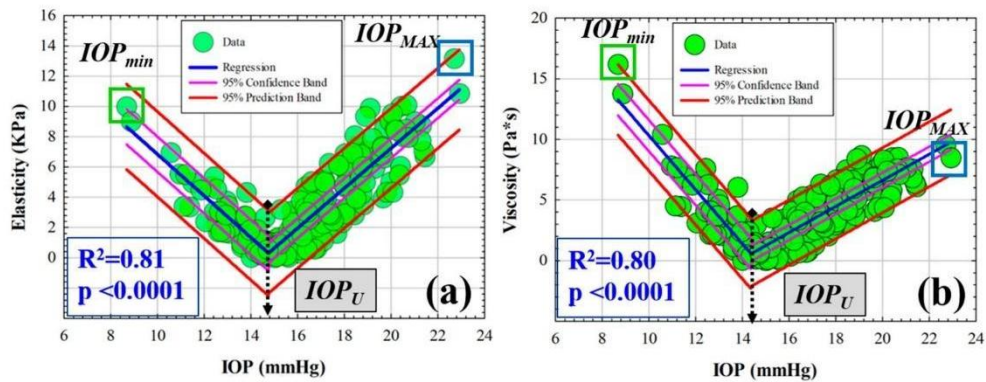 IOPmin
IOPMAX
Data
Regression
95% Confidence Band
95% Prediction Band
Elasticity (KPa)
16
14
12
10
8
6
4
2
0
R²=0.81
p <0.0001
IOPU
(a)
6 8 10 12 14 16 18 20 22 24
IOP (mmHg)
IOPmin
IOPMAX
Data
Regression
95% Confidence Band
95% Prediction Band
Viscosity (Pa*s)
20
15
10
5
0
-5
R²=0.80
p <0.0001
IOPU
(b)
6 8 10 12 14 16 18 20 22 24
IOP (mmHg)